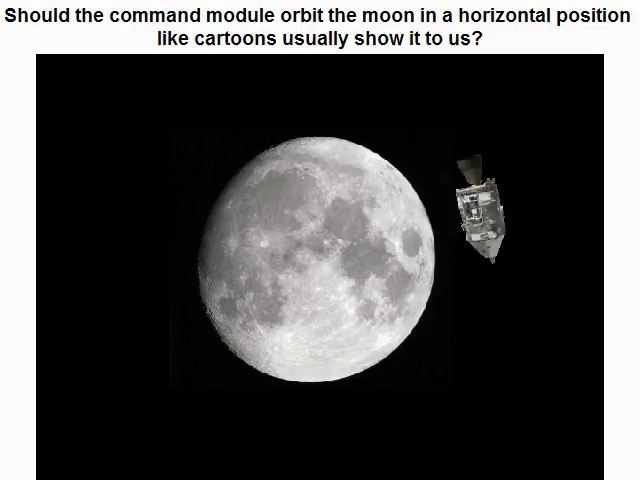 Should the command module orbit the moon in a horizontal position
like cartoons usually show it to us?